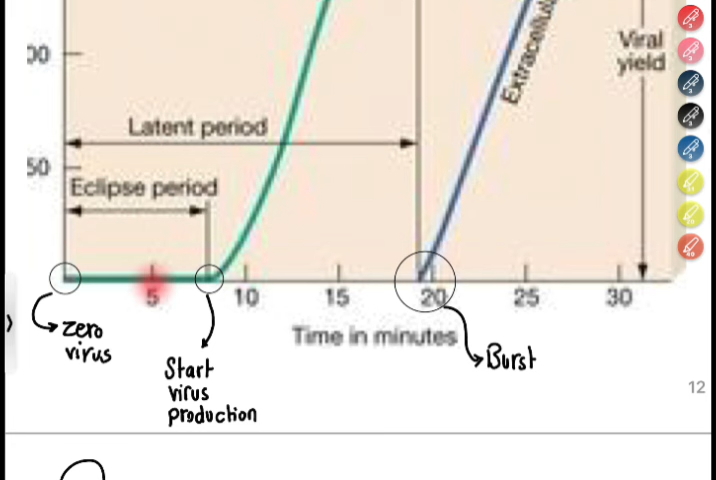 00
Viral
yield
Extracellul
Latent period
50
Eclipse period
5 10 15 20 25 30
Time in minutes
zero
virus
Start
virus
production
Burst
12